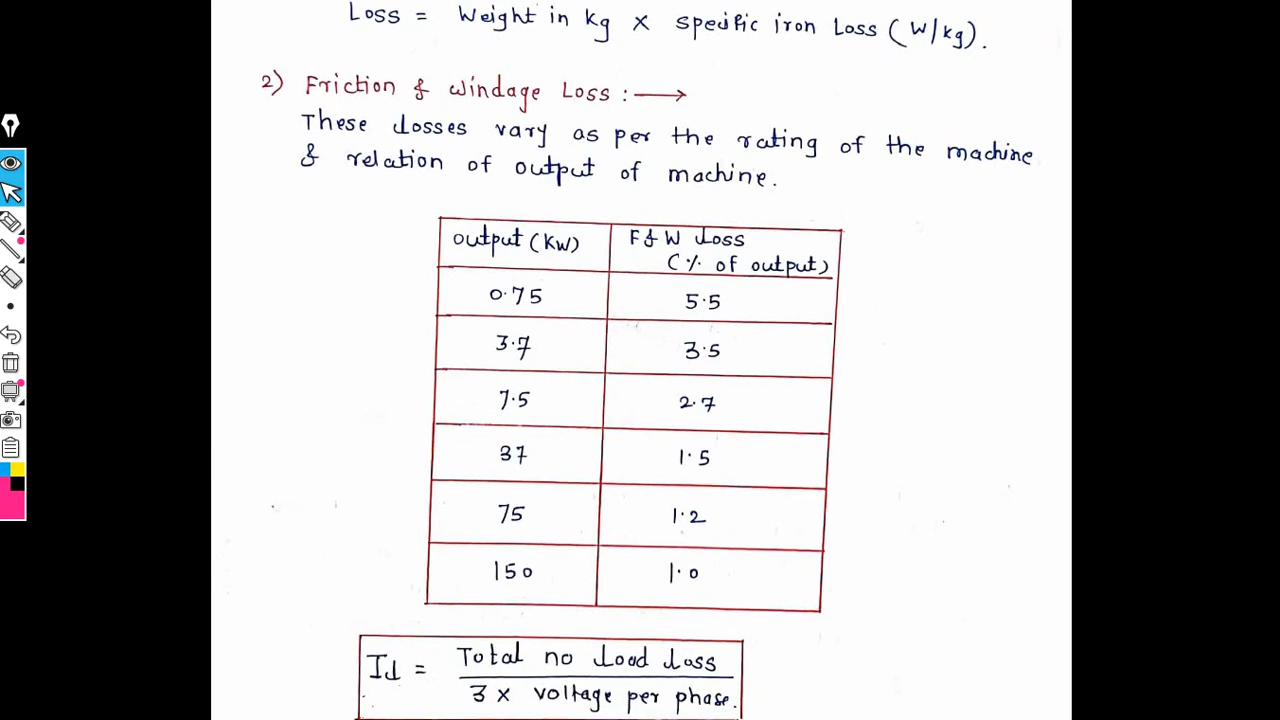 Loss = Weight in kg x specific iron Loss (W/kg).
2) Friction & Windage Loss : ⟶
These Losses vary as per the rating of the machine
& relation of output of machine.
output (KW) F & W Loss
(% of output)
0.75 5.5
3.7 3.5
7.5 2.7
37 1.5
75 1.2
150 1.0
Il = Total no Load Loss
3 x voltage per phase.